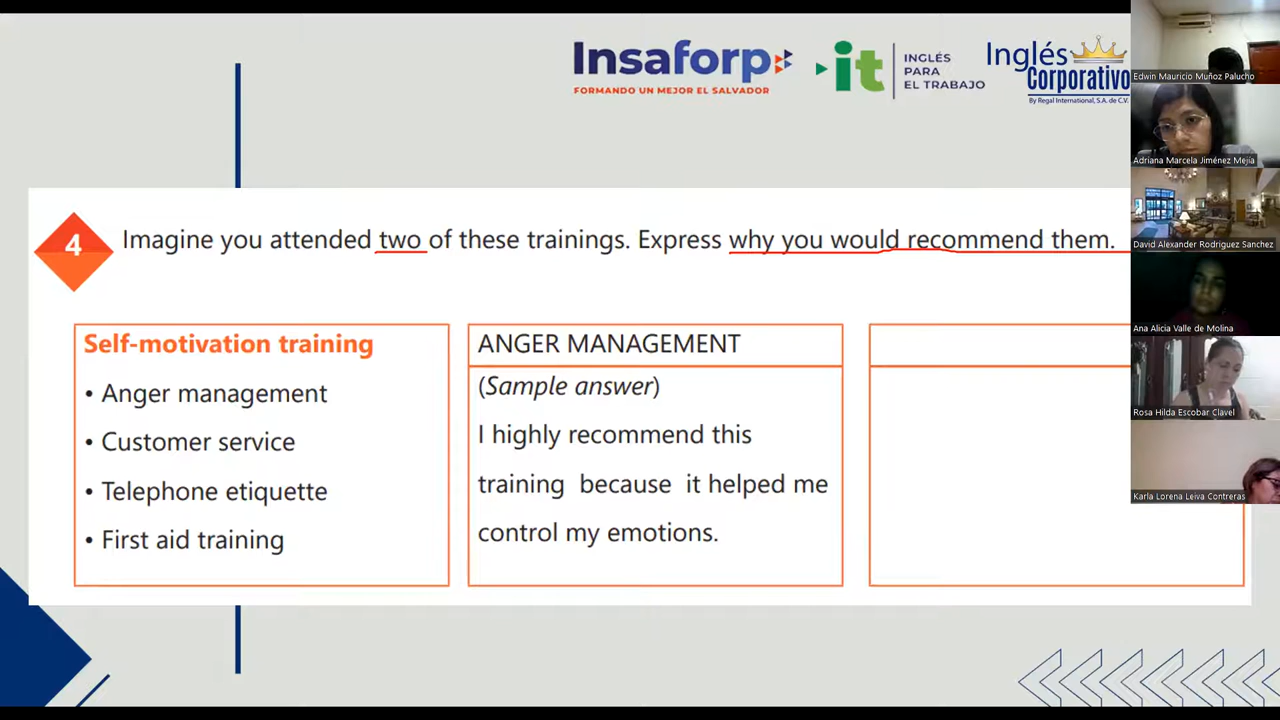 Insaforp
FORMANDO UN MEJOR EL SALVADOR
it
INGLÉS
PARA
EL TRABAJO
Inglés
Corporativo
By Regal International, S.A. de C.V.
4
Imagine you attended two of these trainings. Express why you would recommend them.
Self-motivation training
• Anger management
• Customer service
• Telephone etiquette
• First aid training
ANGER MANAGEMENT
(Sample answer)
I highly recommend this
training because it helped me
control my emotions.
Edwin Mauricio Muñoz Palucho
Adriana Marcela Jiménez Mejía
David Alexander Rodríguez Sanchez
Ana Alicia Valle de Molina
Rosa Hilda Escobar Clavel
Karla Lorena Leiva Contreras